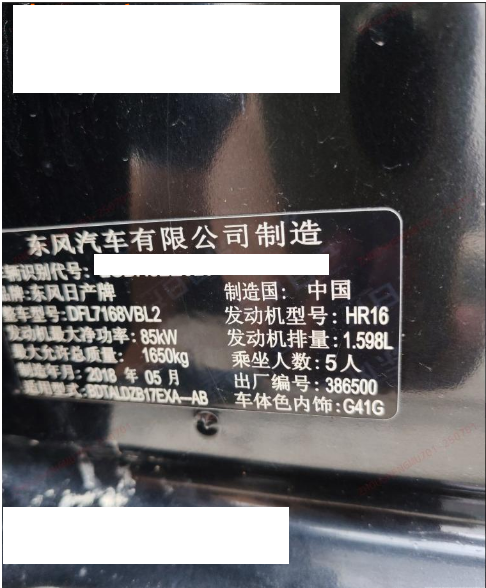 东风汽车有限公司制造
车辆识别代号:
品牌:东风日产牌 制造国: 中国
整车型号:DFL7168VBL2 发动机型号: HR16
发动机最大净功率: 85kW 发动机排量: 1.598L
最大允许总质量: 1650kg 乘坐人数: 5人
制造年月: 2018 年 05 月 出厂编号: 386500
适用型式: BDTALDZB17EXA—AB 车体色内饰: G41G